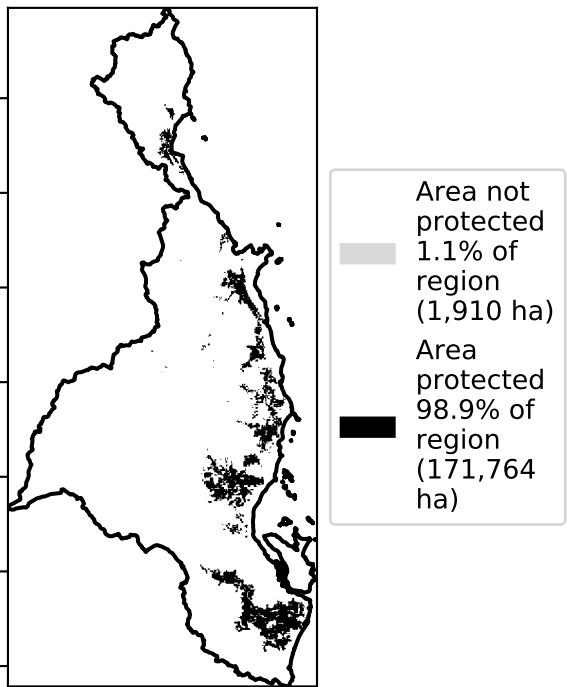 Area not
protected
1.1% of
region
(1,910 ha)
Area
protected
98.9% of
region
(171,764
ha)